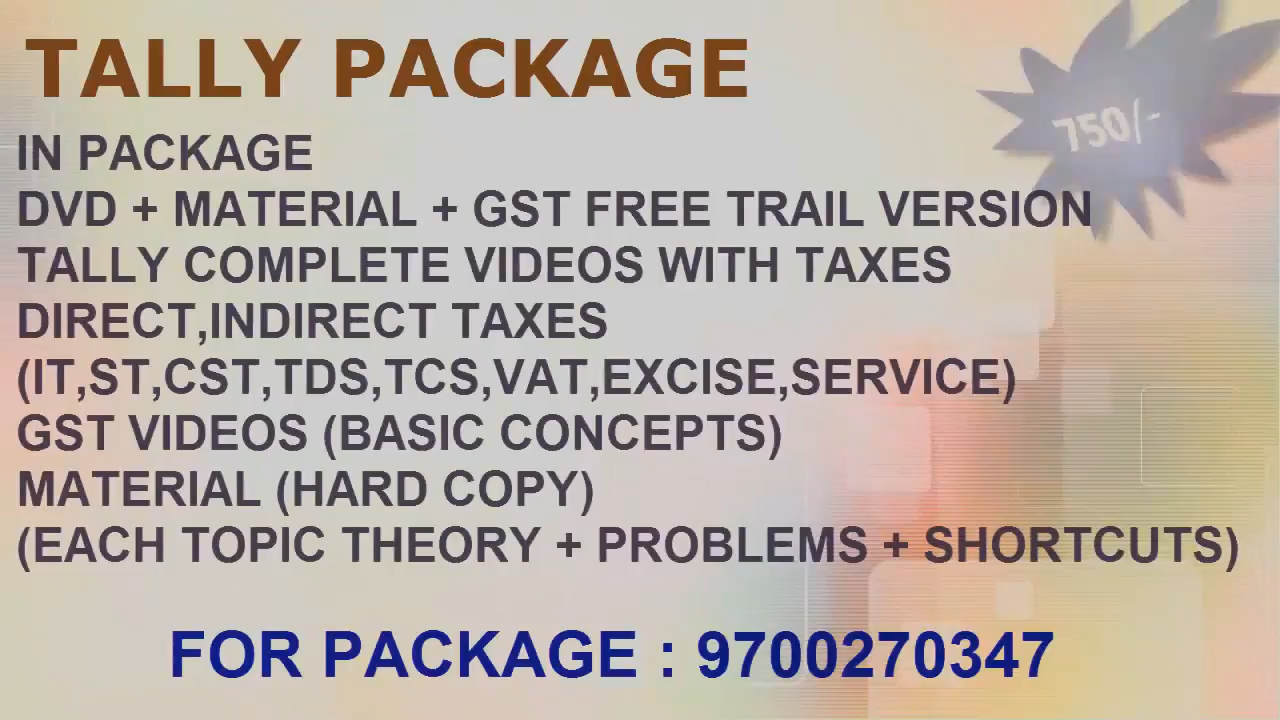 TALLY PACKAGE
750/-
IN PACKAGE
DVD + MATERIAL + GST FREE TRAIL VERSION
TALLY COMPLETE VIDEOS WITH TAXES
DIRECT,INDIRECT TAXES
(IT,ST,CST,TDS,TCS,VAT,EXCISE,SERVICE)
GST VIDEOS (BASIC CONCEPTS)
MATERIAL (HARD COPY)
(EACH TOPIC THEORY + PROBLEMS + SHORTCUTS)
FOR PACKAGE : 9700270347